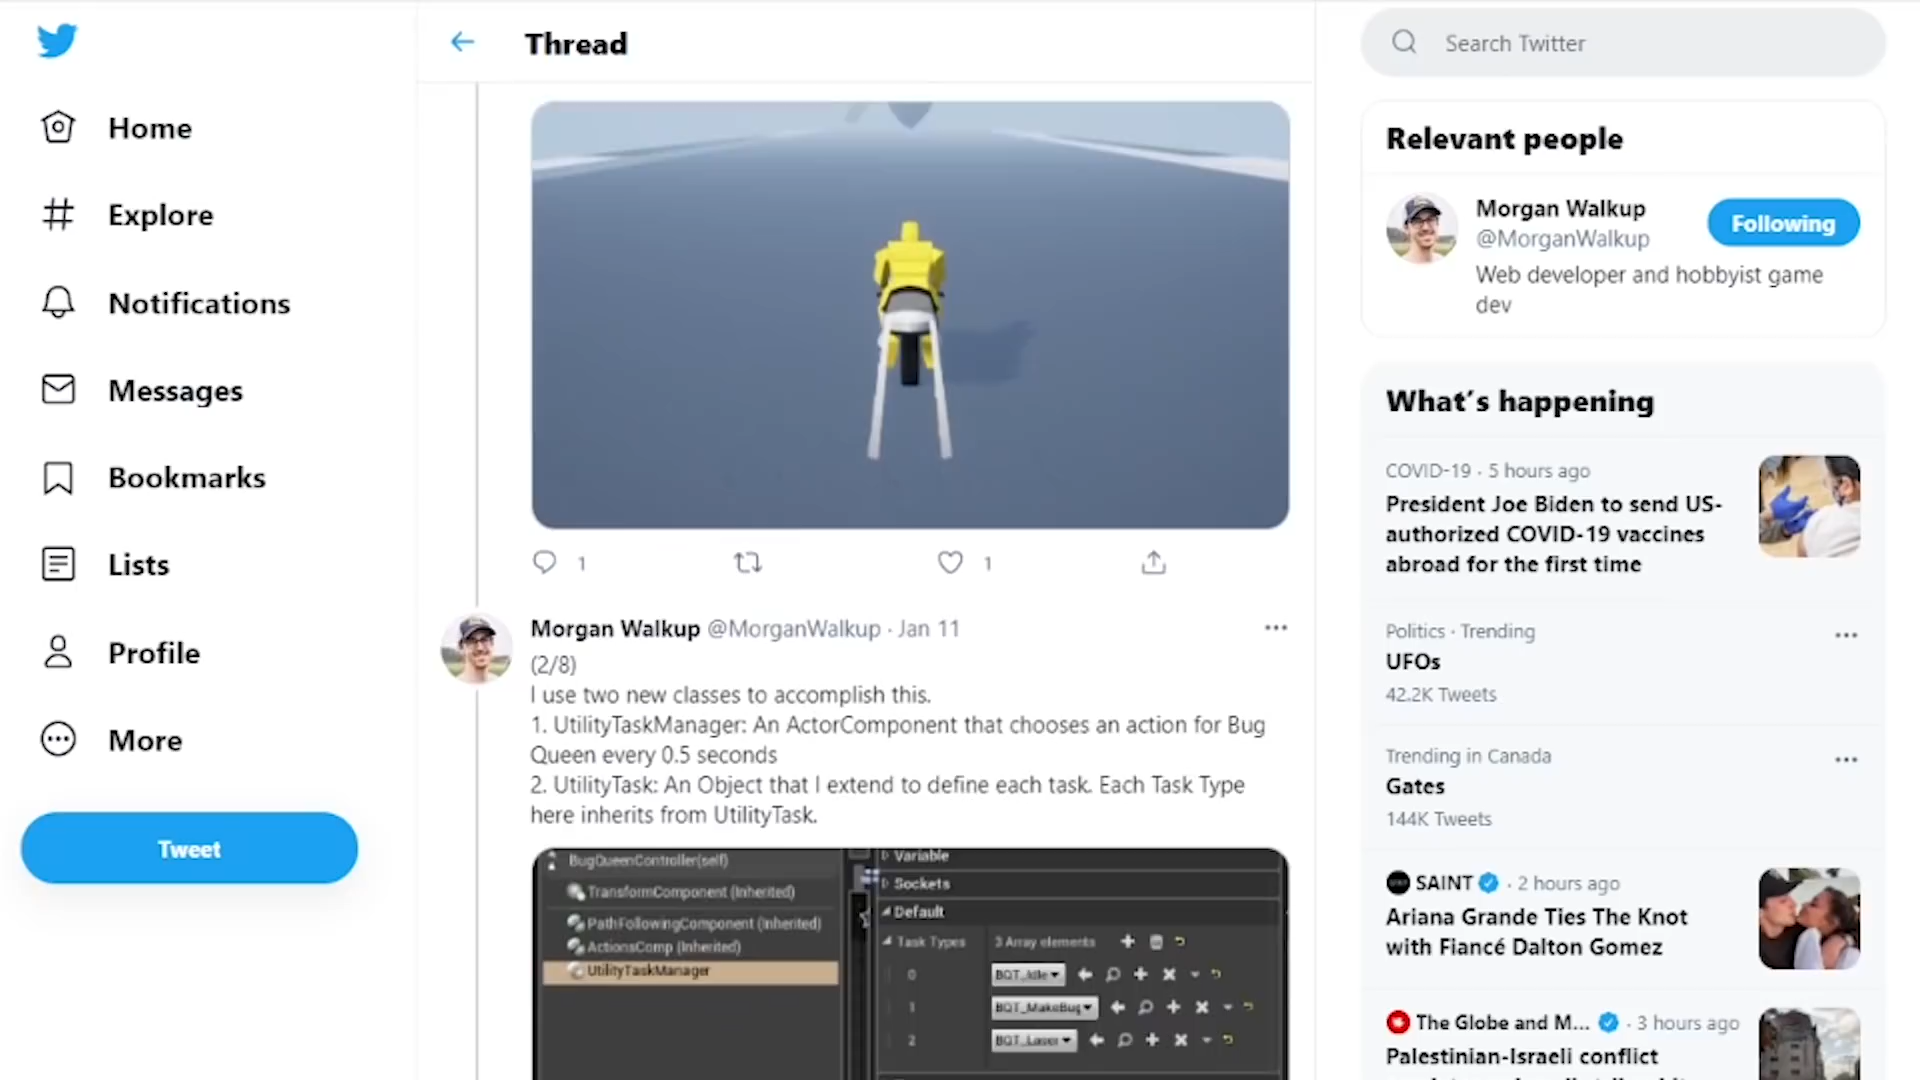 Home
Explore
Notifications
Messages
Bookmarks
Lists
Profile
More
Tweet
Thread
1
1
Morgan Walkup @MorganWalkup · Jan 11
(2/8)
I use two new classes to accomplish this.
1. UtilityTaskManager: An ActorComponent that chooses an action for Bug
Queen every 0.5 seconds
2. UtilityTask: An Object that I extend to define each task. Each Task Type
here inherits from UtilityTask.
BugQueenController(self)
TransformComponent (Inherited)
PathFollowingComponent (Inherited)
ActionsComp (Inherited)
UtilityTaskManager
Variable
Sockets
Default
Task Types 3 Array elements
0 BQT_Idle
1 BQT_MakeBug
2 BQT_Laser
Search Twitter
Relevant people
Morgan Walkup
@MorganWalkup
Following
Web developer and hobbyist game
dev
What's happening
COVID-19 · 5 hours ago
President Joe Biden to send US-
authorized COVID-19 vaccines
abroad for the first time
Politics · Trending
UFOs
42.2K Tweets
Trending in Canada
Gates
144K Tweets
SAINT · 2 hours ago
Ariana Grande Ties The Knot
with Fiancé Dalton Gomez
The Globe and M... · 3 hours ago
Palestinian-Israeli conflict